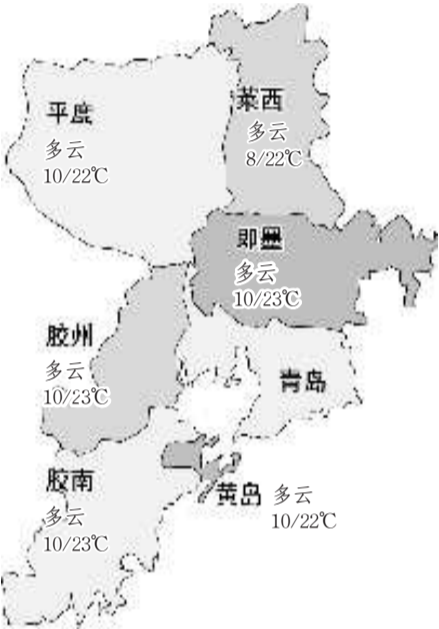 莱西
多云
8/22℃
平度
多云
10/22℃
即墨
多云
10/23℃
胶州
多云
10/23℃
青岛
胶南
多云
10/23℃
黄岛 多云
10/22℃